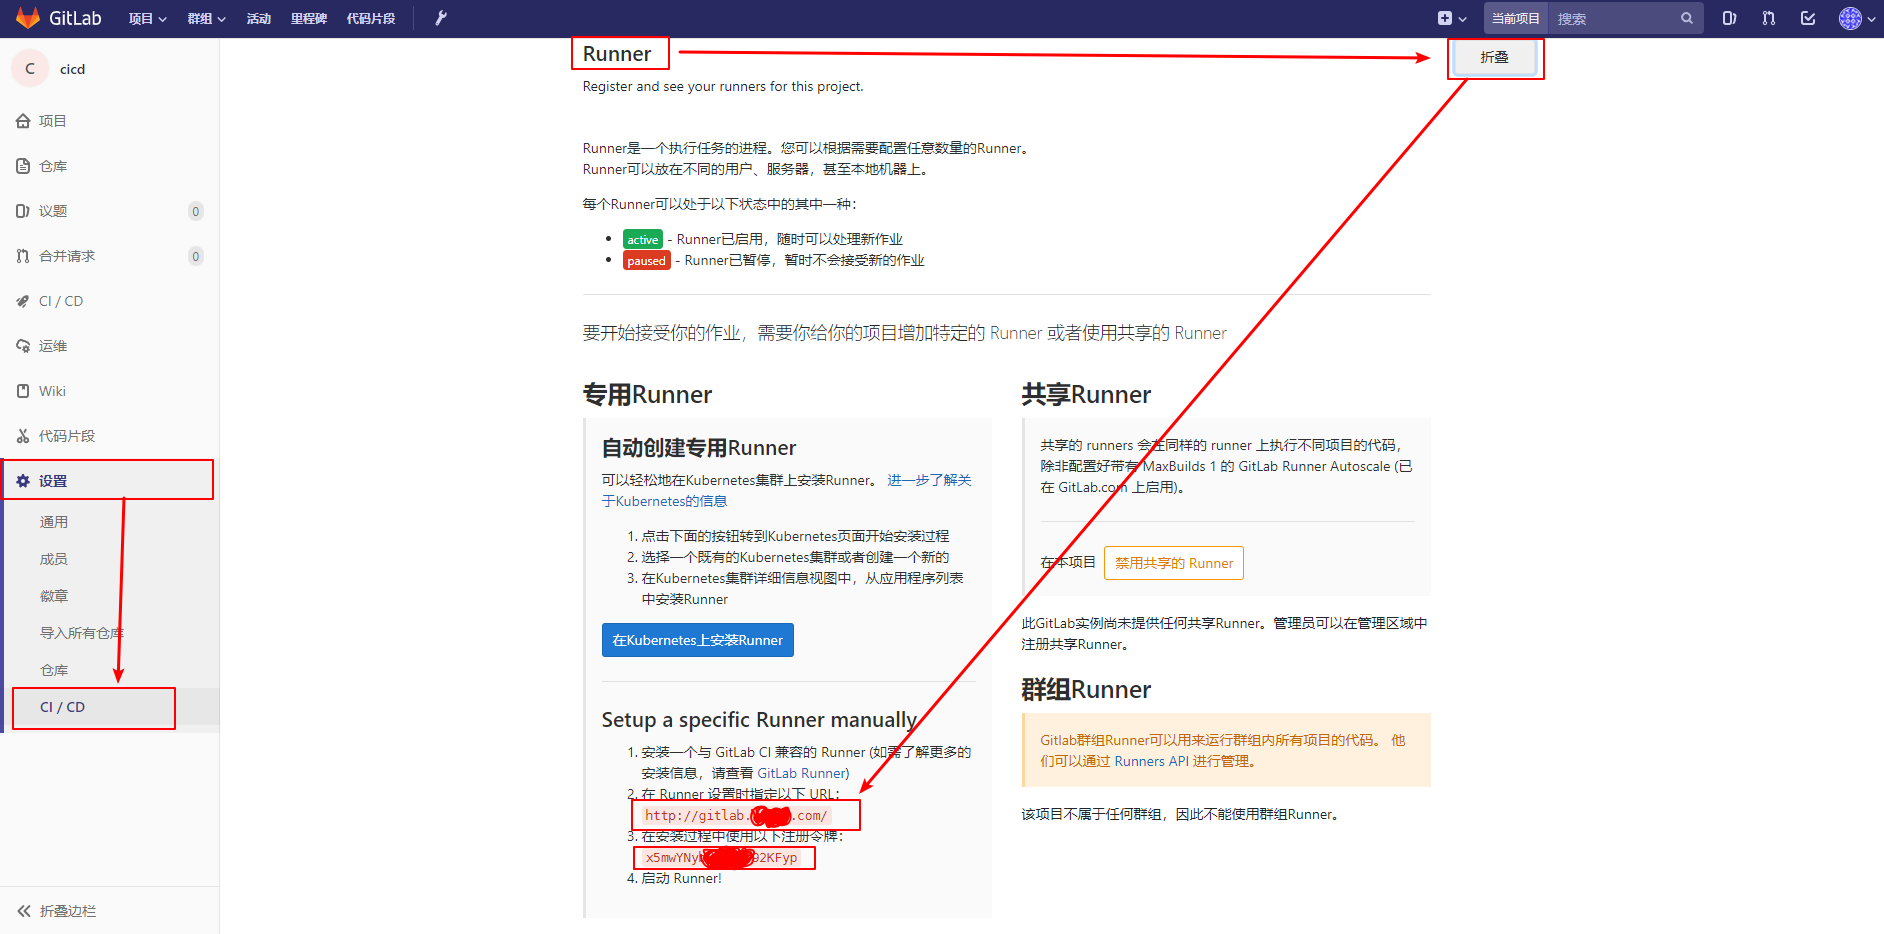 GitLab 项目 群组 活动 里程碑 代码片段 当前项目 搜索
C cicd
项目
仓库
议题 0
合并请求 0
CI / CD
运维
Wiki
代码片段
设置
通用
成员
徽章
导入所有仓库
仓库
CI / CD
折叠边栏
Runner 折叠
Register and see your runners for this project.
Runner是一个执行任务的进程。您可以根据需要配置任意数量的Runner。
Runner可以放在不同的用户、服务器，甚至本地机器上。
每个Runner可以处于以下状态中的其中一种：
active - Runner已启用，随时可以处理新作业
paused - Runner已暂停，暂时不会接受新的作业
要开始接受你的作业，需要你给你的项目增加特定的 Runner 或者使用共享的 Runner
专用Runner
自动创建专用Runner
可以轻松地在Kubernetes集群上安装Runner。 进一步了解关
于Kubernetes的信息
1. 点击下面的按钮转到Kubernetes页面开始安装过程
2. 选择一个既有的Kubernetes集群或者创建一个新的
3. 在Kubernetes集群详细信息视图中，从应用程序列表
中安装Runner
在Kubernetes上安装Runner
Setup a specific Runner manually
1. 安装一个与 GitLab CI 兼容的 Runner (如需了解更多的
安装信息，请查看 GitLab Runner)
2. 在 Runner 设置时指定以下 URL：
http://gitlab. .com/
3. 在安装过程中使用以下注册令牌：
x5mwYNy 92KFyp
4. 启动 Runner!
共享Runner
共享的 runners 会在同样的 runner 上执行不同项目的代码，
除非配置好带有 MaxBuilds 1 的 GitLab Runner Autoscale (已
在 GitLab.com 上启用)。
在本项目 禁用共享的 Runner
此GitLab实例尚未提供任何共享Runner。管理员可以在管理区域中
注册共享Runner。
群组Runner
Gitlab群组Runner可以用来运行群组内所有项目的代码。 他
们可以通过 Runners API 进行管理。
该项目不属于任何群组，因此不能使用群组Runner。